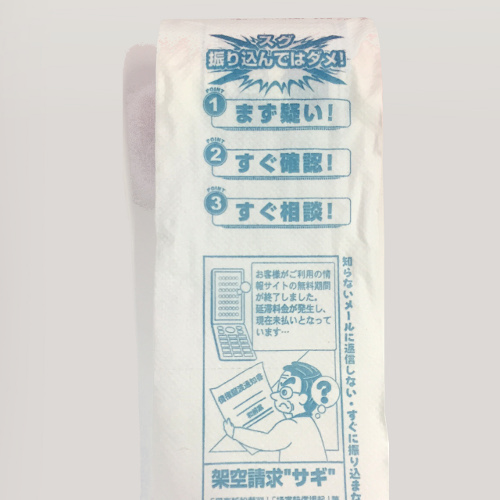 スグ
振り込んではダメ!
POINT
1
まず疑い!
POINT
2
すぐ確認!
POINT
3
すぐ相談!
お客様がご利用の情
報サイトの無料期間
が終了しました。
延滞料金が発生し、
現在未払いとなって
います…
?
架空請求"サギ"
知らないメールに返信しない・すぐに振り込まな